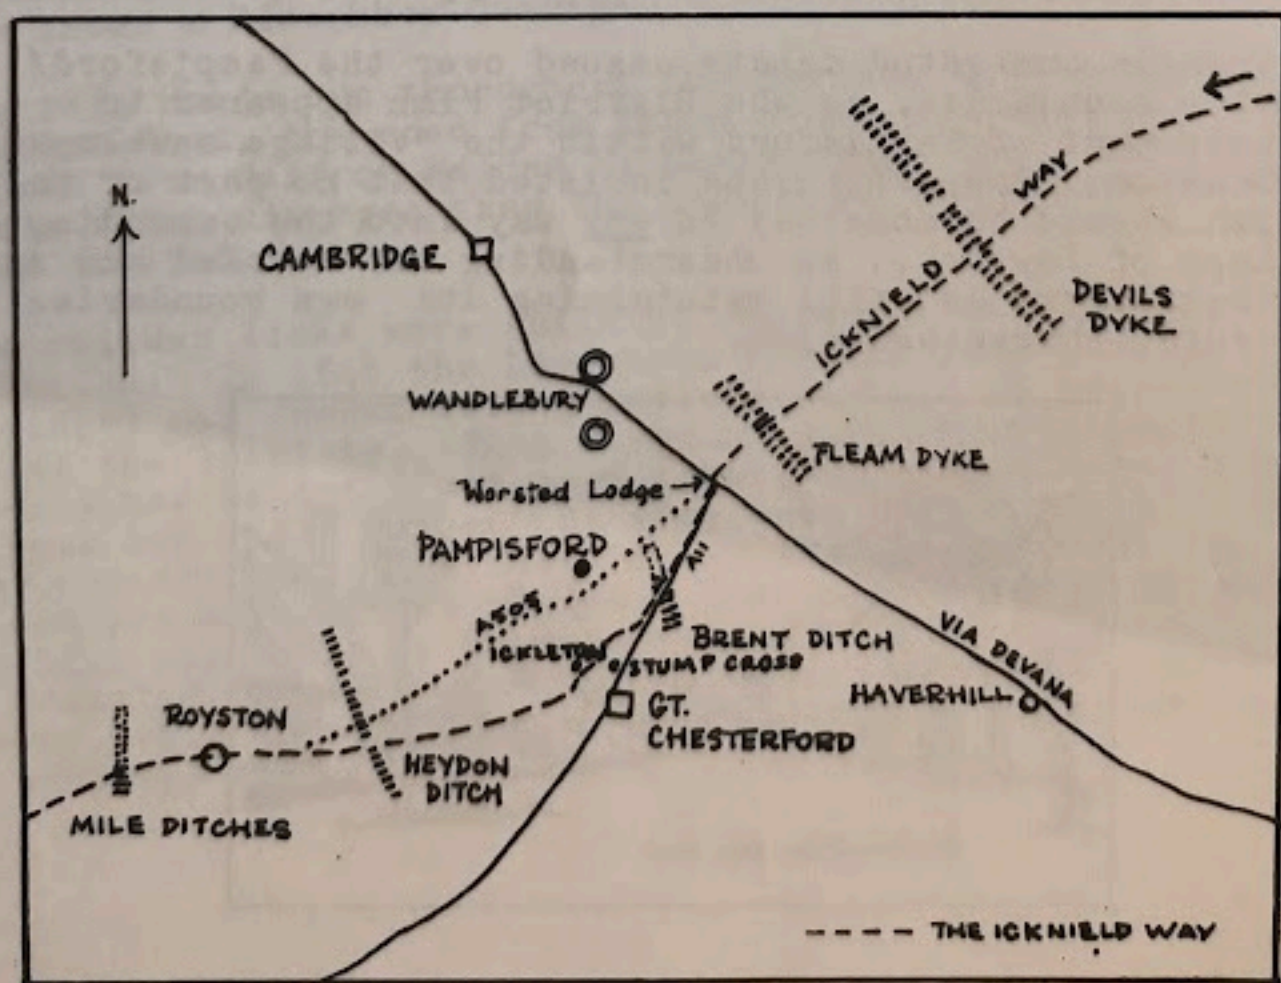 N.
CAMBRIDGE
WAY
ICKNIELD
DEVILS
DYKE
WANDLEBURY
FLEAM DYKE
Worsted Lodge
PAMPISFORD
A11
A505
ICKLETON
BRENT DITCH
STUMP CROSS
VIA DEVANA
HAVERHILL
GT.
CHESTERFORD
ROYSTON
HEYDON
DITCH
MILE DITCHES
THE ICKNIELD WAY